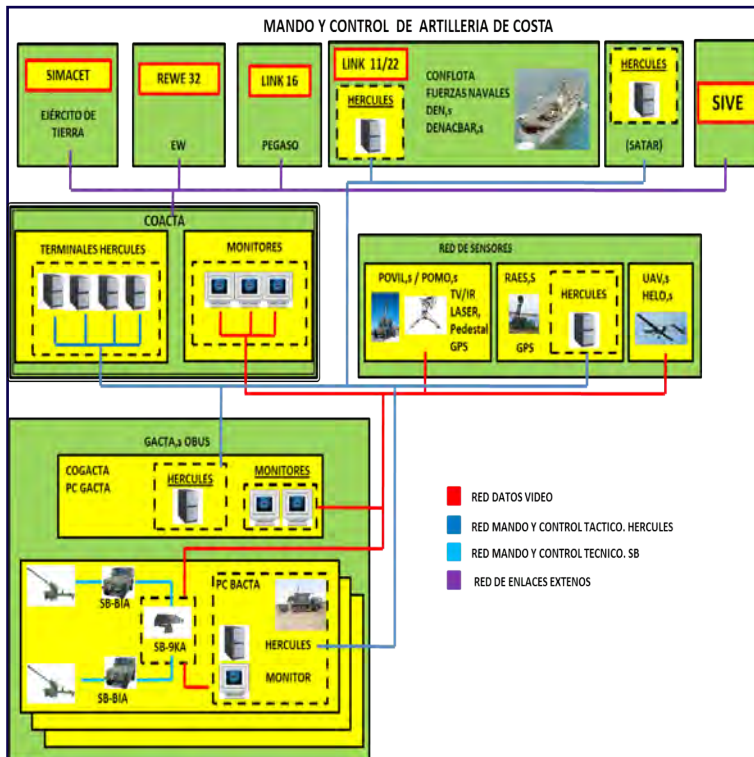 MANDO Y CONTROL DE ARTILLERIA DE COSTA
SIMACET
EJÉRCITO DE
TIERRA
REWE 32
EW
LINK 16
PEGASO
LINK 11/22
HERCULES
CONFLOTA
FUERZAS NAVALES
DEN,s
DENACBAR,s
HERCULES
(SATAR)
SIVE
COACTA
TERMINALES HERCULES
MONITORES
RED DE SENSORES
POVIL,s / POMO,s
TV/IR
LASER,
Pedestal
GPS
RAES,S
GPS
HERCULES
UAV,s
HELO,s
GACTA,s OBUS
COGACTA
PC GACTA
HERCULES
MONITORES
SB-BIA
SB-BIA
SB-9KA
PC BACTA
HERCULES
MONITOR
RED DATOS VIDEO
RED MANDO Y CONTROL TACTICO. HERCULES
RED MANDO Y CONTROL TECNICO. SB
RED DE ENLACES EXTENOS